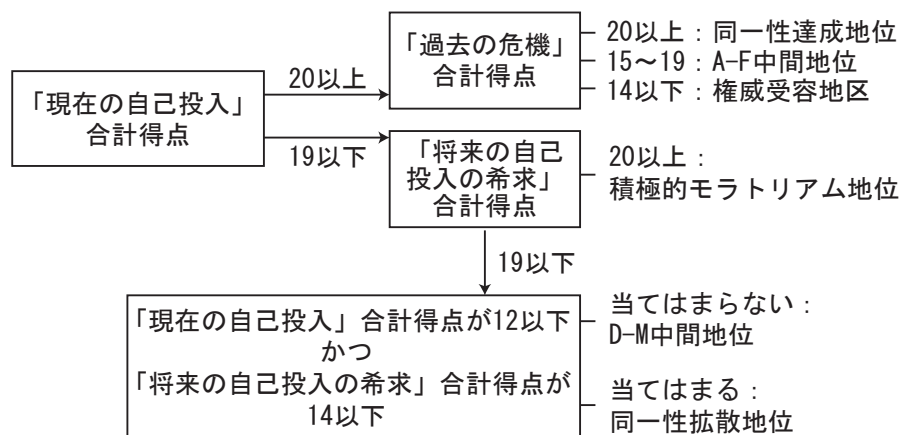 「現在の自己投入」
合計得点
20以上
19以下
「過去の危機」
合計得点
20以上：同一性達成地位
15～19：A-F中間地位
14以下：権威受容地区
「将来の自己
投入の希求」
合計得点
20以上：
積極的モラトリアム地位
19以下
「現在の自己投入」合計得点が12以下
かつ
「将来の自己投入の希求」合計得点が
14以下
当てはまらない：
D-M中間地位
当てはまる：
同一性拡散地位